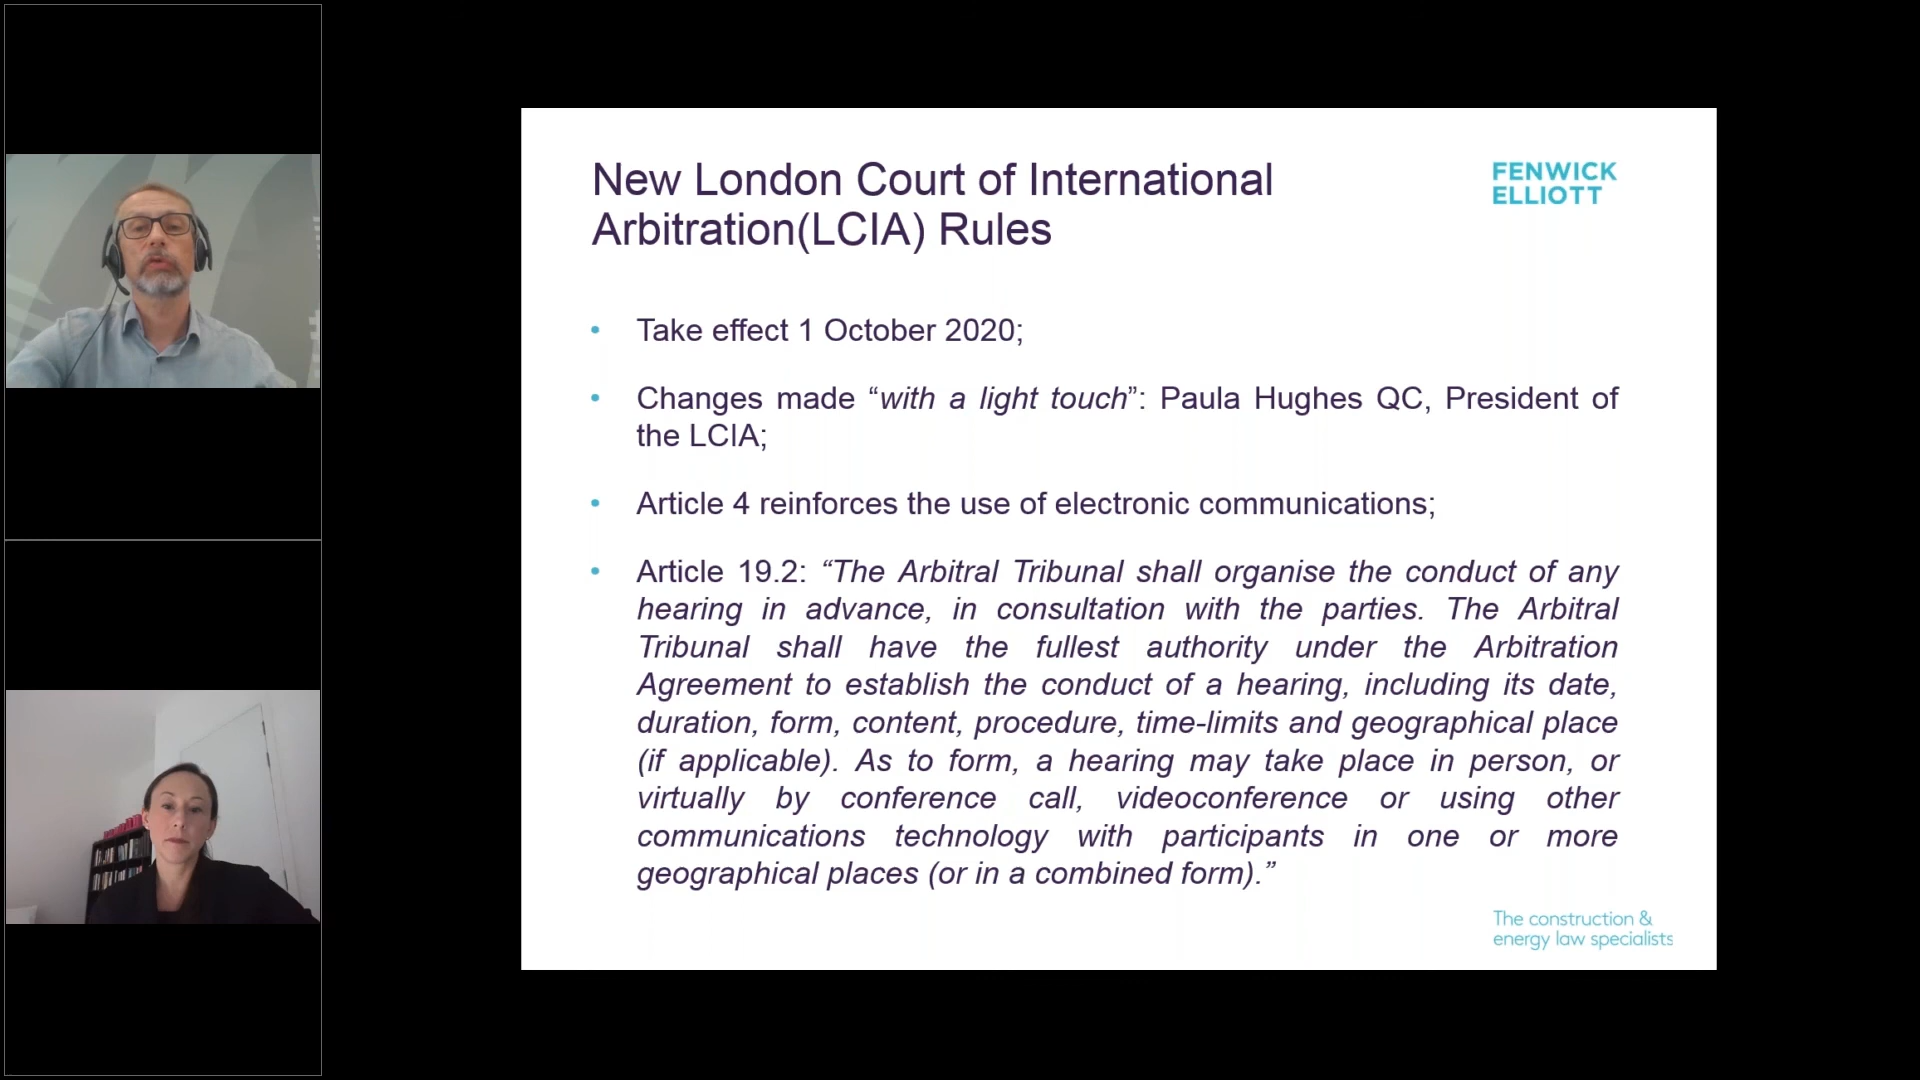 New London Court of International
Arbitration(LCIA) Rules
FENWICK
ELLIOTT
• Take effect 1 October 2020;
• Changes made “with a light touch”: Paula Hughes QC, President of
the LCIA;
• Article 4 reinforces the use of electronic communications;
• Article 19.2: “The Arbitral Tribunal shall organise the conduct of any
hearing in advance, in consultation with the parties. The Arbitral
Tribunal shall have the fullest authority under the Arbitration
Agreement to establish the conduct of a hearing, including its date,
duration, form, content, procedure, time-limits and geographical place
(if applicable). As to form, a hearing may take place in person, or
virtually by conference call, videoconference or using other
communications technology with participants in one or more
geographical places (or in a combined form).”
The construction &
energy law specialists